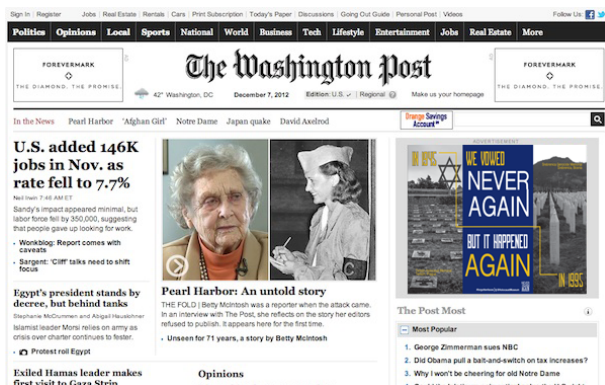 Sign In Register Jobs Real Estate Rentals Cars Print Subscription Today's Paper Discussions Going Out Guide Personal Post Videos Follow Us:
Politics Opinions Local Sports National World Business Tech Lifestyle Entertainment Jobs Real Estate More
FOREVERMARK
THE DIAMOND. THE PROMISE.
The Washington Post
FOREVERMARK
THE DIAMOND. THE PROMISE.
42° Washington, DC December 7, 2012 Edition: U.S. Regional Make us your homepage
In the News Pearl Harbor 'Afghan Girl' Notre Dame Japan quake David Axelrod
Orange Savings
Account
U.S. added 146K
jobs in Nov. as
rate fell to 7.7%
Neil Irwin 7:46 AM ET
Sandy's impact appeared minimal, but
labor force fell by 350,000, suggesting
that people gave up looking for work.
Wonkblog: Report comes with
caveats
Sargent: 'Cliff' talks need to shift
focus
Egypt's president stands by
decree, but behind tanks
Stephanie McCrummen and Abigail Hauslohner
Islamist leader Morsi relies on army as
crisis over charter continues to fester.
Protest roil Egypt
Exiled Hamas leader makes
first visit to Gaza Strip
C
Pearl Harbor: An untold story
THE FOLD | Betty McIntosh was a reporter when the attack came.
In an interview with The Post, she reflects on the story her editors
refused to publish. It appears here for the first time.
Unseen for 71 years, a story by Betty McIntosh
Opinions
ADVERTISEMENT
IN 1945
WE VOWED
NEVER
AGAIN
BUT IT HAPPENED
AGAIN
IN 1995
The Post Most
Most Popular
1. George Zimmerman sues NBC
2. Did Obama pull a bait-and-switch on tax increases?
3. Why I won't be cheering for old Notre Dame